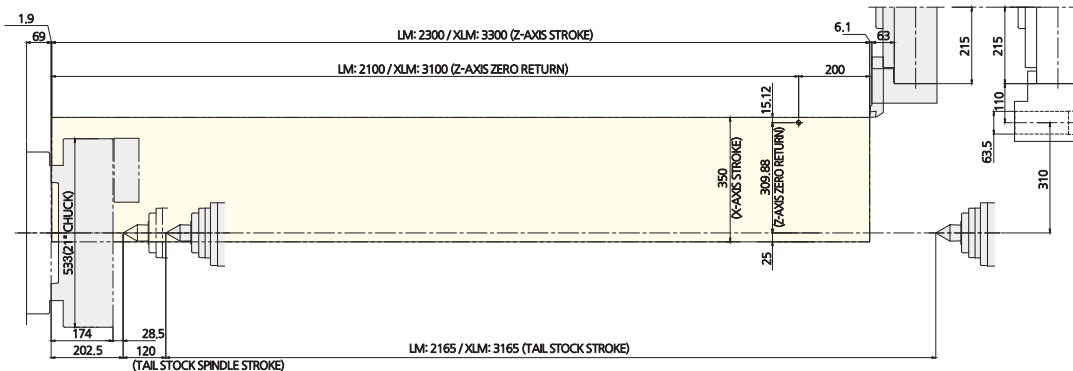 1.9
69
LM: 2300 / XLM: 3300 (Z-AXIS STROKE)
6.1
63
LM: 2100 / XLM: 3100 (Z-AXIS ZERO RETURN)
200
215
215
15.12
110
63.5
310
350
(X-AXIS STROKE)
309.88
(Z-AXIS ZERO RETURN)
25
533(21" CHUCK)
174
28.5
202.5
120
(TAIL STOCK SPINDLE STROKE)
LM: 2165 / XLM: 3165 (TAIL STOCK STROKE)